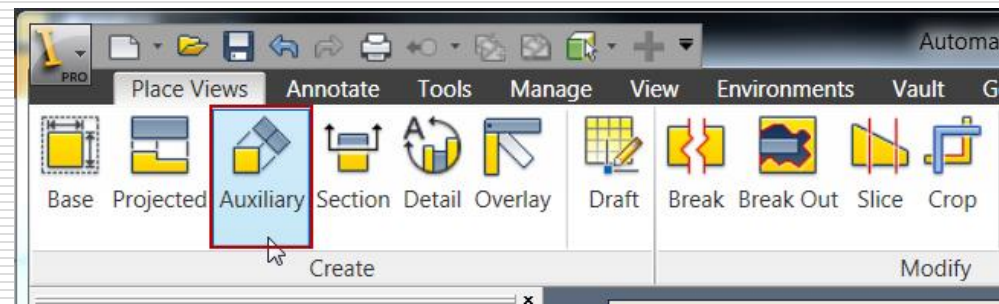 Automa
PRO
Place Views Annotate Tools Manage View Environments Vault G
Base Projected Auxiliary Section Detail Overlay Draft Break Break Out Slice Crop
Create Modify